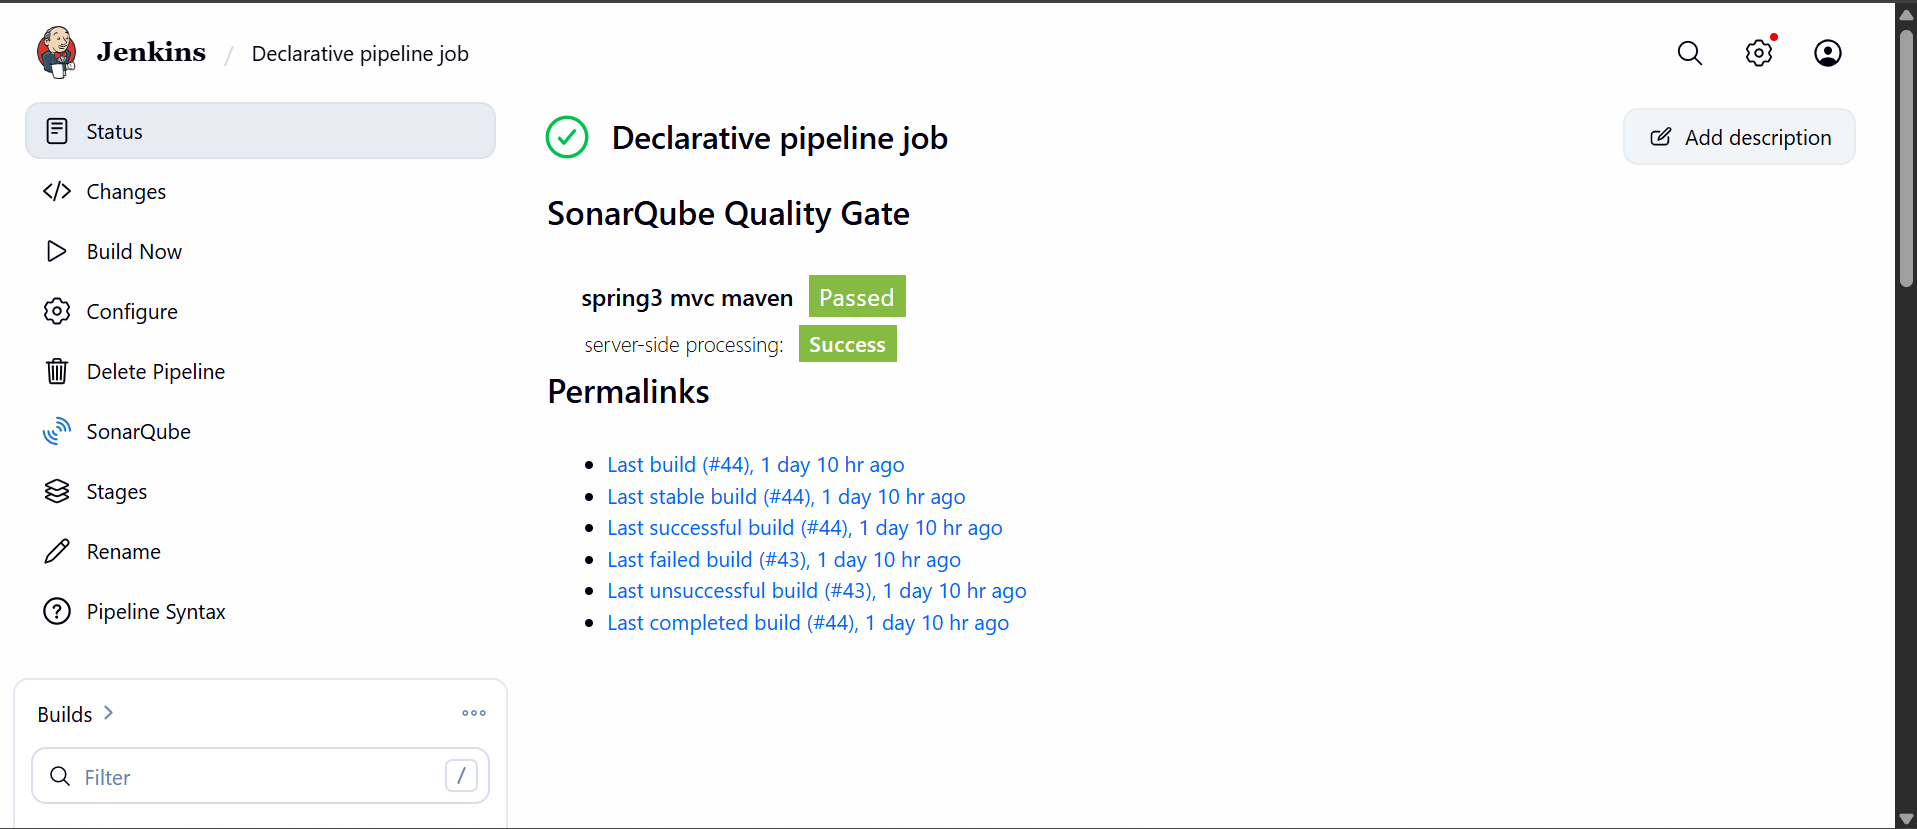 Jenkins / Declarative pipeline job
Status
Changes
Build Now
Configure
Delete Pipeline
SonarQube
Stages
Rename
Pipeline Syntax
Builds
Filter /
Declarative pipeline job
Add description
SonarQube Quality Gate
spring3 mvc maven Passed
server-side processing: Success
Permalinks
Last build (#44), 1 day 10 hr ago
Last stable build (#44), 1 day 10 hr ago
Last successful build (#44), 1 day 10 hr ago
Last failed build (#43), 1 day 10 hr ago
Last unsuccessful build (#43), 1 day 10 hr ago
Last completed build (#44), 1 day 10 hr ago